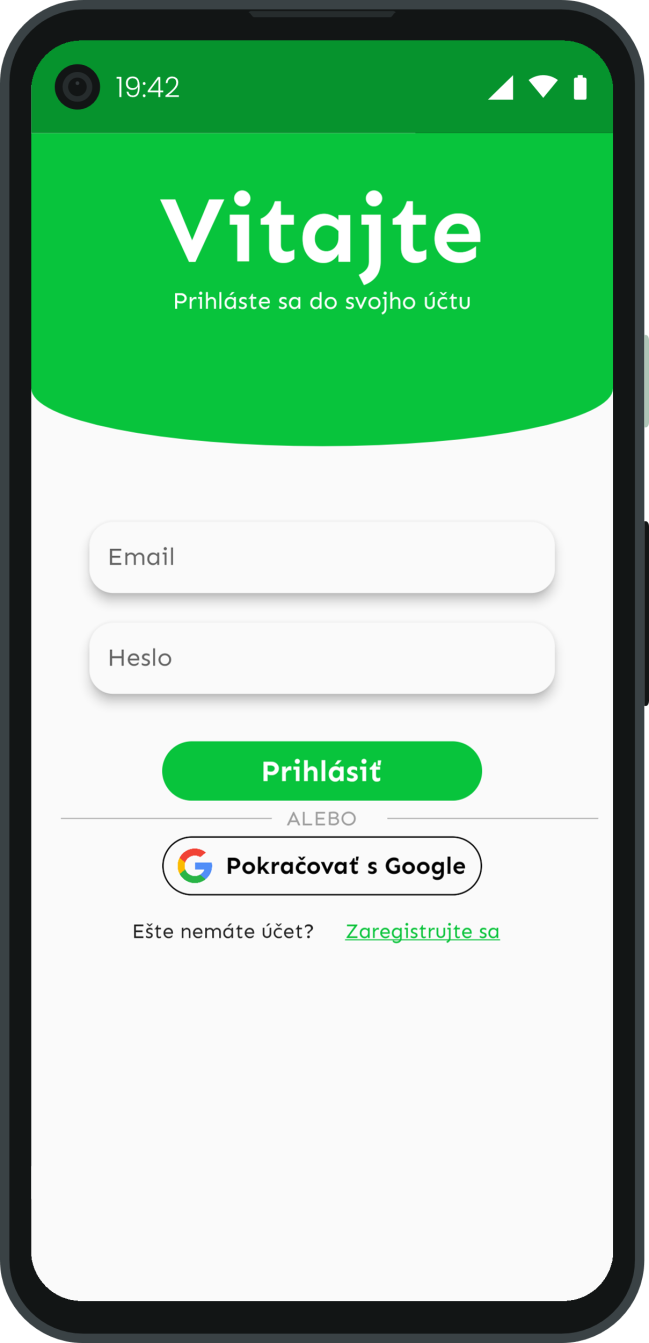 19:42
Vitajte
Prihláste sa do svojho účtu
Email
Heslo
Prihlásiť
ALEBO
Pokračovať s Google
Ešte nemáte účet? Zaregistrujte sa